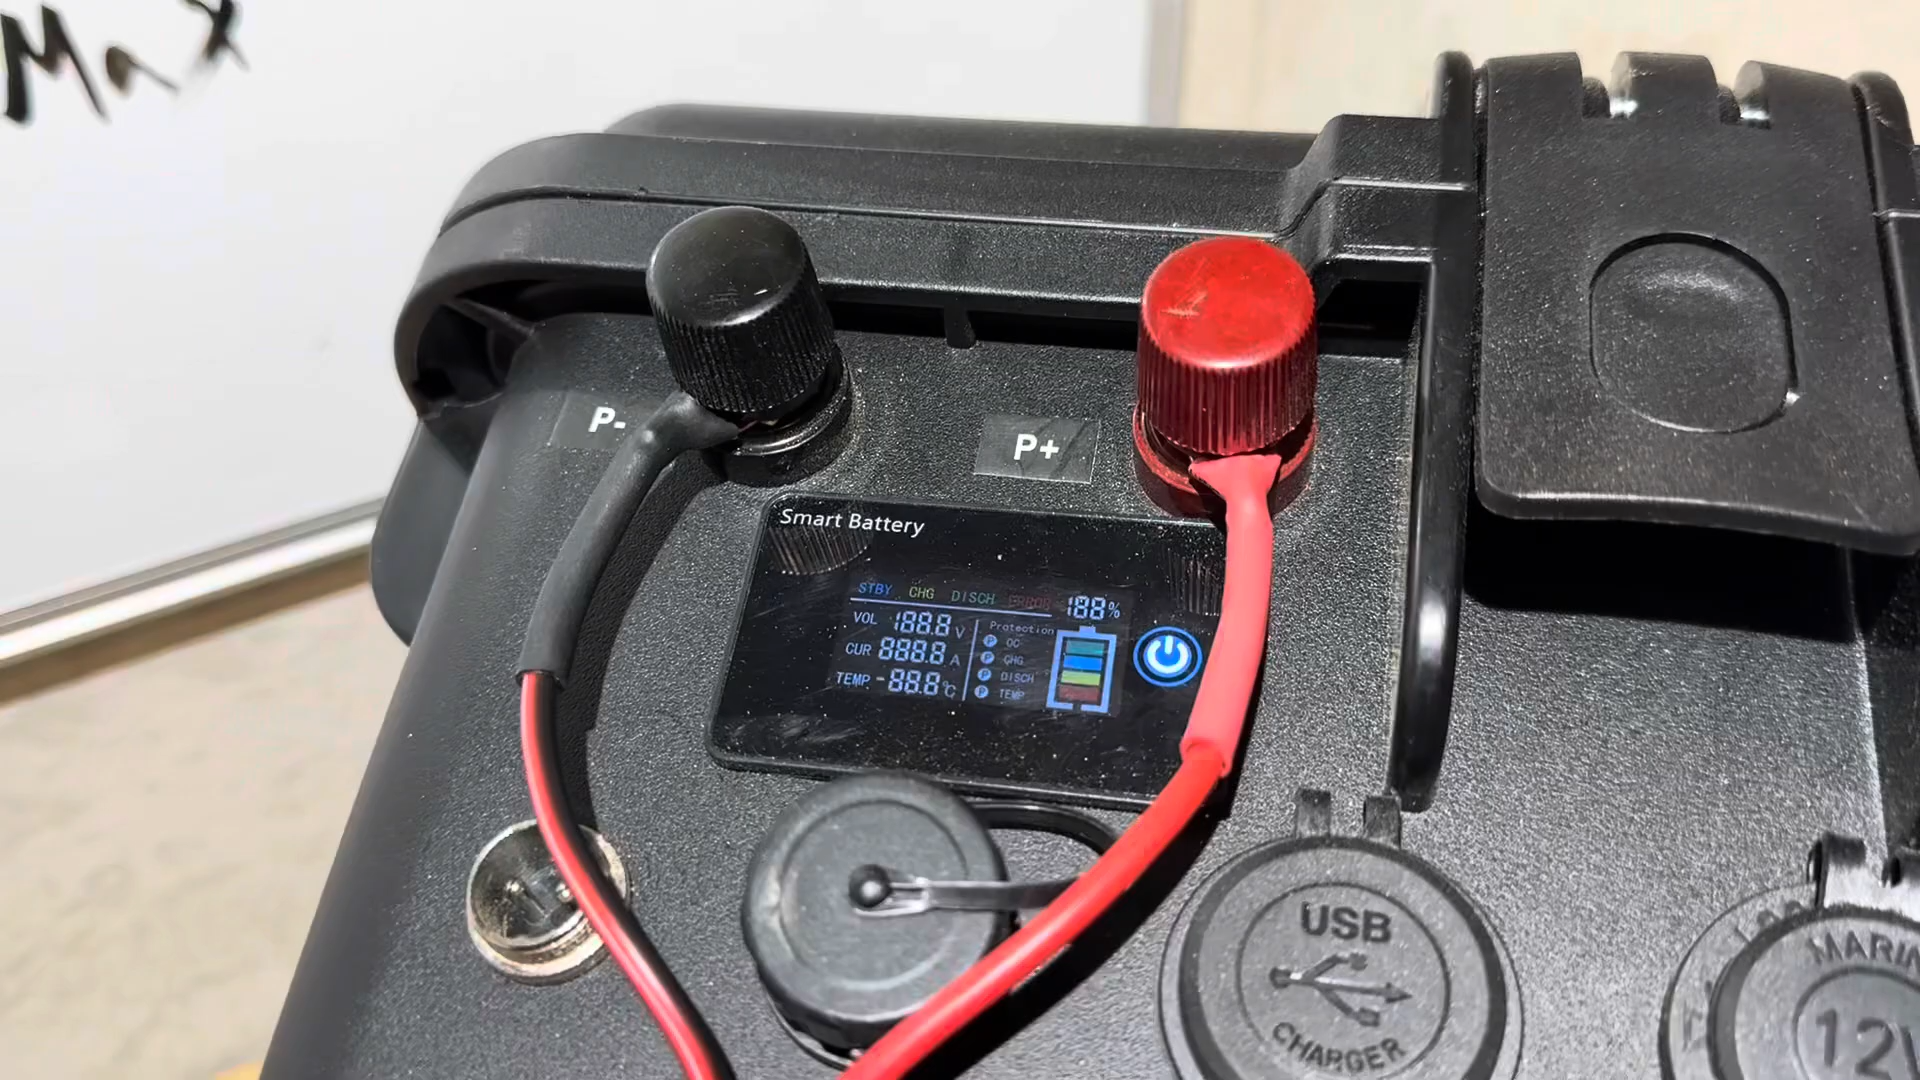 Max
P-
P+
Smart Battery
STBY CHG DISCH ERROR 188%
VOL 188.8 V
CUR 888.8 A
TEMP -88.8 °C
Protection
P OC
P CHG
P DISCH
P TEMP
USB
CHARGER
MARIN
12V